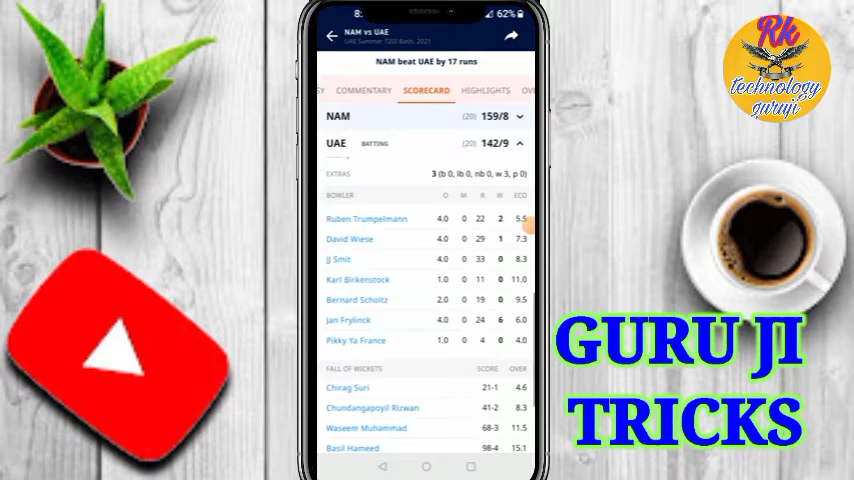 8:
62%
NAM vs UAE
UAE Summer T20I Bash, 2021
NAM beat UAE by 17 runs
COMMENTARY SCORECARD HIGHLIGHTS OV
NAM (20) 159/8
UAE BATTING (20) 142/9
EXTRAS 3 (b 0, lb 0, nb 0, w 3, p 0)
BOWLER O M R W ECO
Ruben Trumpelmann 4.0 0 22 2 5.5
David Wiese 4.0 0 29 1 7.3
JJ Smit 4.0 0 33 0 8.3
Karl Birkenstock 1.0 0 11 0 11.0
Bernard Scholtz 2.0 0 19 0 9.5
Jan Frylinck 4.0 0 24 6 6.0
Pikky Ya France 1.0 0 4 0 4.0
FALL OF WICKETS SCORE OVER
Chirag Suri 21-1 4.6
Chundangapoyil Rizwan 41-2 8.3
Waseem Muhammad 68-3 11.5
Basil Hameed 98-4 15.1
Rk
technology
guruji
GURU JI
TRICKS